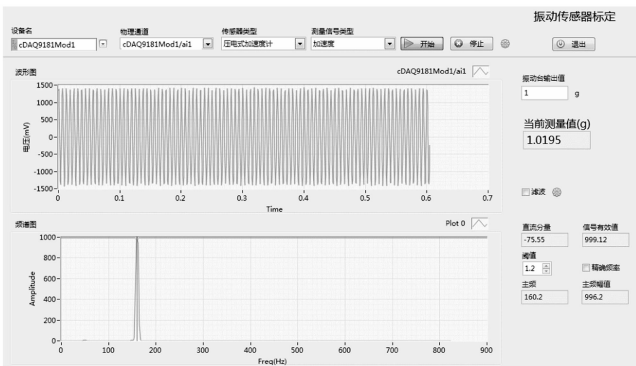 振动传感器标定
设备名 物理通道 传感器类型 测量信号类型
cDAQ9181Mod1 cDAQ9181Mod1/ai1 压电式加速度计 加速度 开始 停止 退出
波形图 cDAQ9181Mod1/ai1
1500
1000
500
0
-500
-1000
-1500
电压(mV)
0 0.1 0.2 0.3 0.4 0.5 0.6 0.7
Time
频谱图 Plot 0
1000
800
600
400
200
0
Amplitude
0 100 200 300 400 500 600 700 800 900
Freq(Hz)
振动台输出值
1 g
当前测量值(g)
1.0195
滤波
直流分量 信号有效值
-75.55 999.12
阈值
1.2 精确频率
主频 主频幅值
160.2 996.2